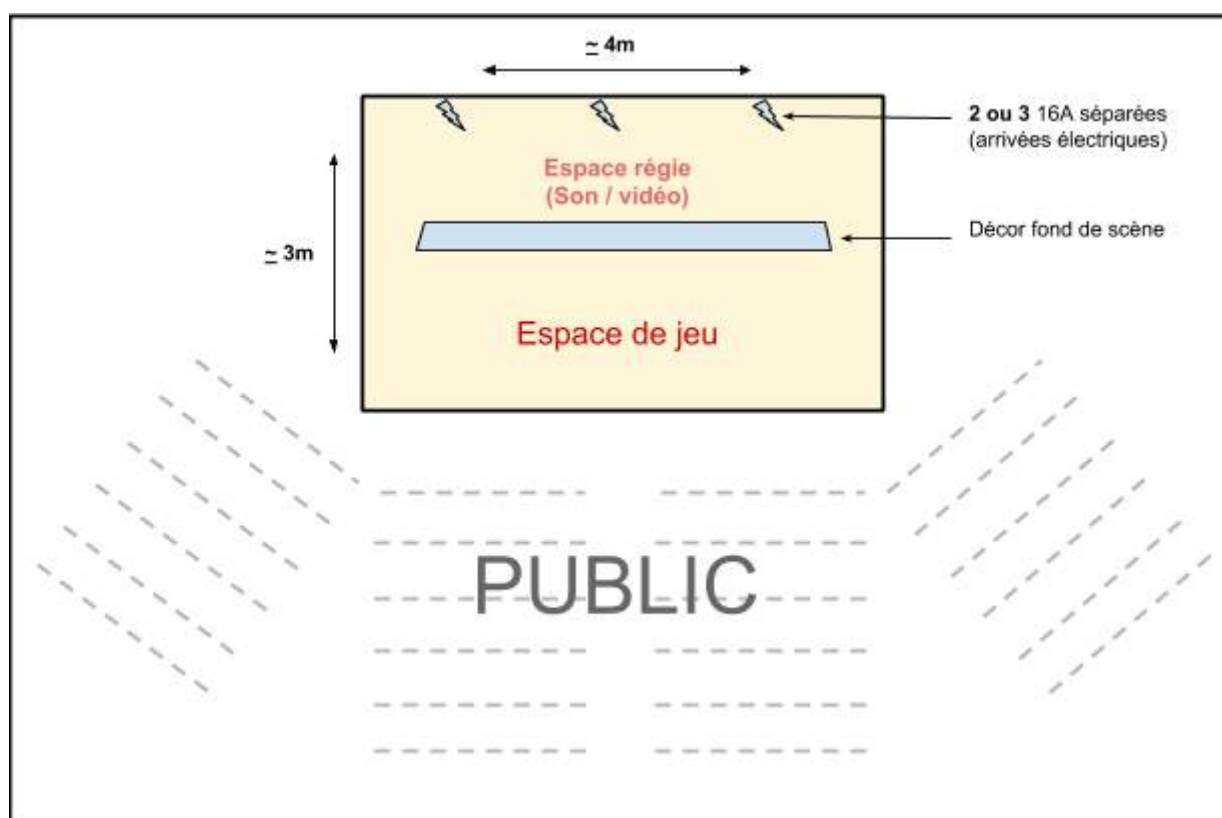 ~ 4m
2 ou 3 16A séparées
(arrivées électriques)
Espace régie
(Son / vidéo)
Décor fond de scène
~ 3m
Espace de jeu
PUBLIC